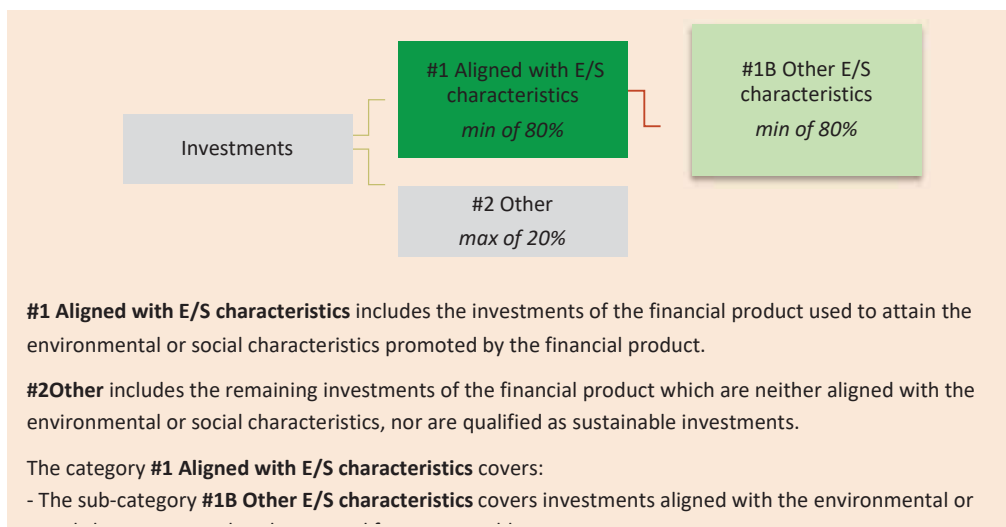 #1 Aligned with E/S
characteristics
min of 80%
#1B Other E/S
characteristics
min of 80%
Investments
#2 Other
max of 20%
#1 Aligned with E/S characteristics includes the investments of the financial product used to attain the
environmental or social characteristics promoted by the financial product.
#2Other includes the remaining investments of the financial product which are neither aligned with the
environmental or social characteristics, nor are qualified as sustainable investments.
The category #1 Aligned with E/S characteristics covers:
- The sub-category #1B Other E/S characteristics covers investments aligned with the environmental or